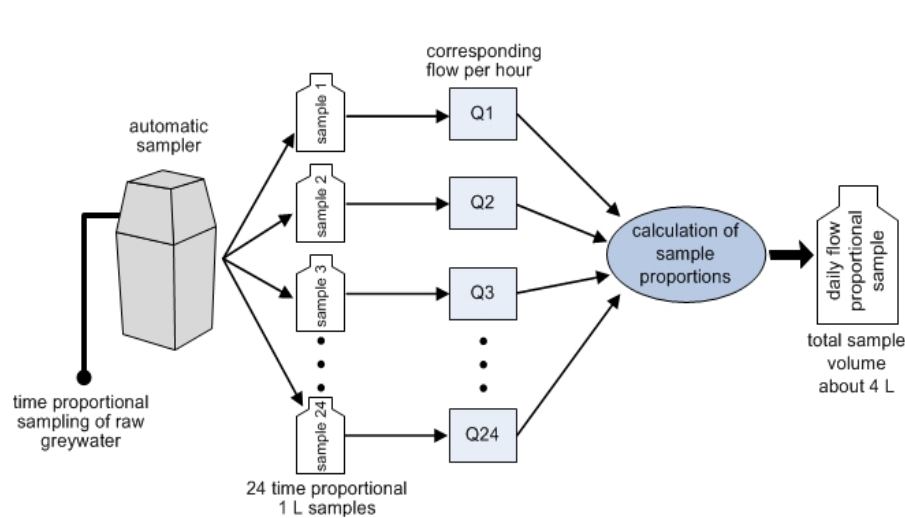 corresponding
flow per hour
automatic
sampler
sample 1
Q1
sample 2
Q2
sample 3
Q3
sample 24
Q24
calculation of
sample
proportions
daily flow
proportional
sample
total sample
volume
about 4 L
time proportional
sampling of raw
greywater
24 time proportional
1 L samples